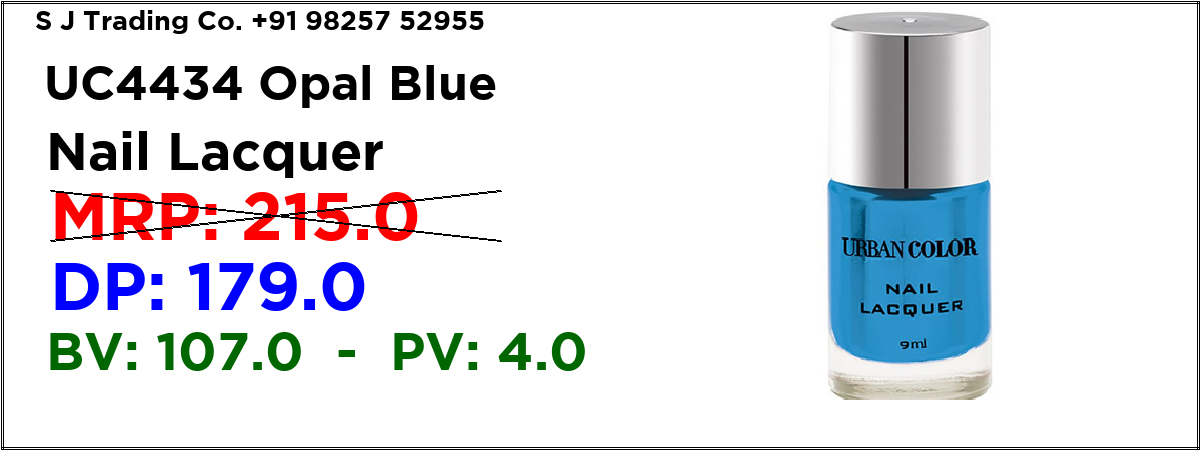 S J Trading Co. +91 98257 52955
UC4434 Opal Blue
Nail Lacquer
MRP: 215.0
DP: 179.0
BV: 107.0 - PV: 4.0
URBAN COLOR
NAIL
LACQUER
9ml